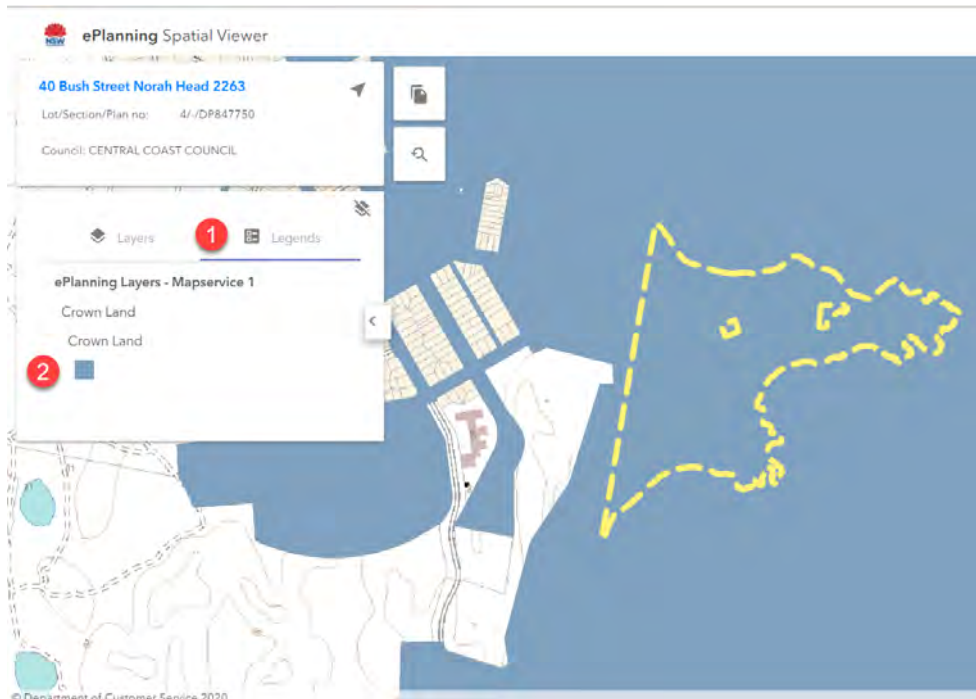 NSW
ePlanning Spatial Viewer
40 Bush Street Norah Head 2263
Lot/Section/Plan no: 4/-/DP847750
Council: CENTRAL COAST COUNCIL
Layers
1
Legends
ePlanning Layers - Mapservice 1
Crown Land
Crown Land
2
© Department of Customer Service 2020